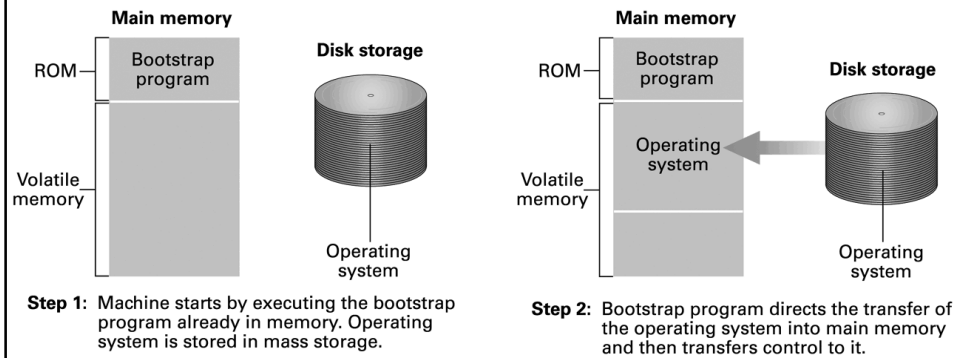 Main memory
Disk storage
ROM
Bootstrap
program
Volatile
memory
Operating
system
Step 1: Machine starts by executing the bootstrap
program already in memory. Operating
system is stored in mass storage.
Main memory
Disk storage
ROM
Bootstrap
program
Operating
system
Volatile
memory
Operating
system
Step 2: Bootstrap program directs the transfer of
the operating system into main memory
and then transfers control to it.